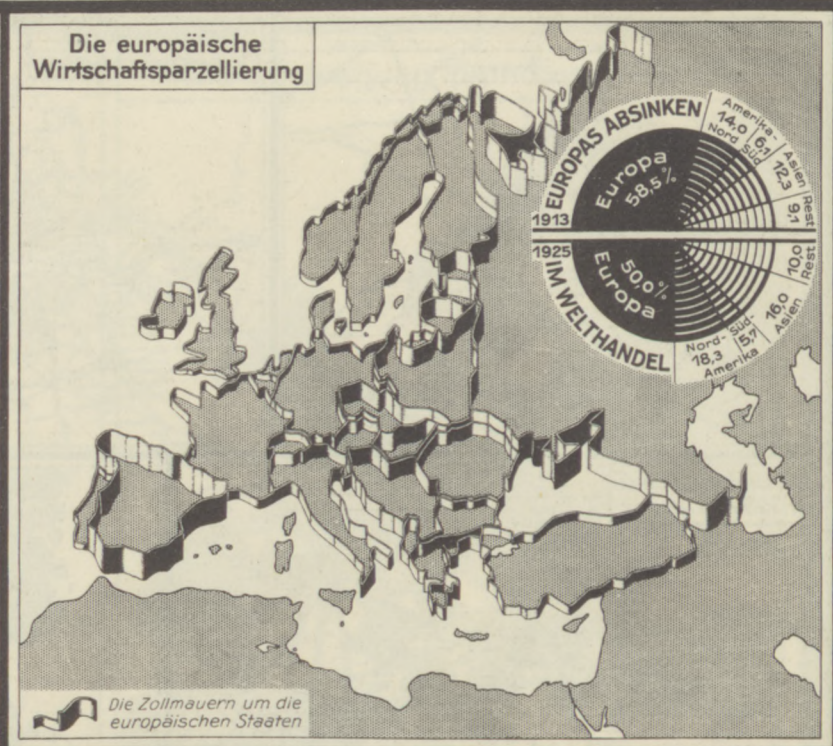 Die europäische
Wirtschaftsparzellierung
EUROPAS ABSINKEN
1913
Europa
58,5%
Amerika-
14,0 6,1
Nord Süd
Asien
12,3
Rest
9,1
1925
IM WELTHANDEL
Europa
50,0%
Nord- Süd-
18,3 5,7
Amerika
16,0
Asien
10,0
Rest
Die Zollmauern um die
europäischen Staaten